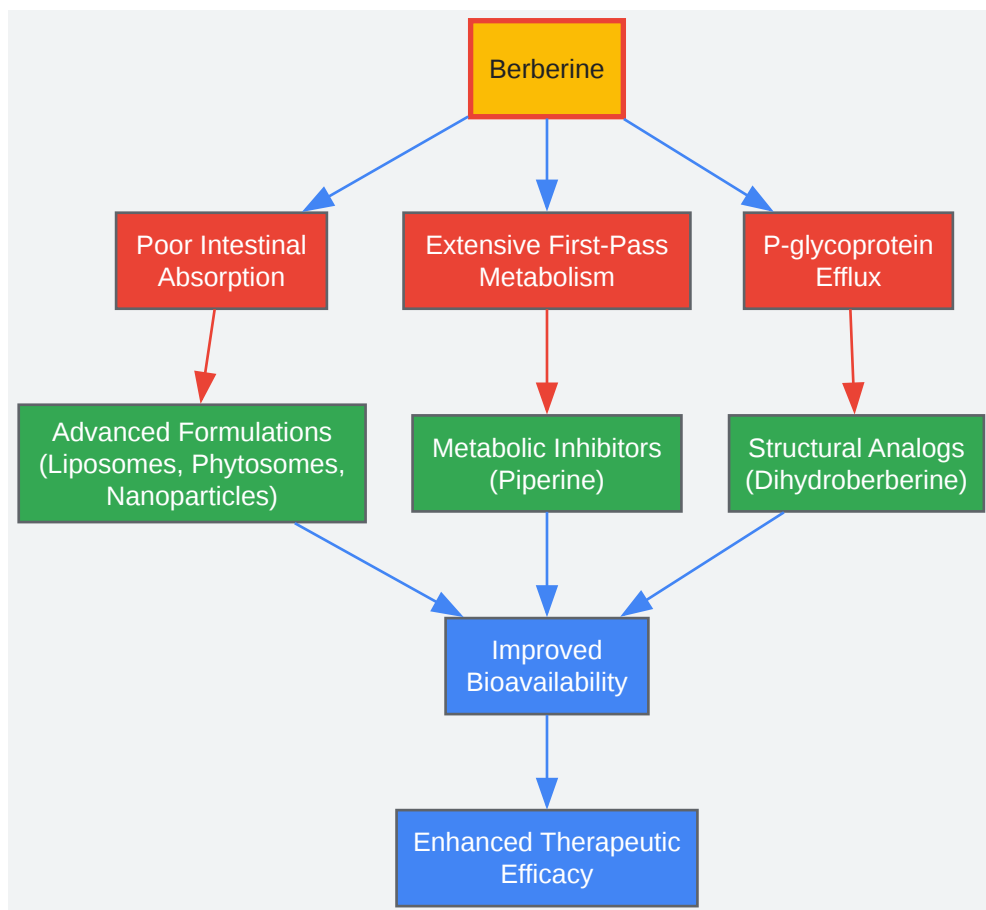 Berberine
Poor Intestinal
Absorption
Extensive First-Pass
Metabolism
P-glycoprotein
Efflux
Advanced Formulations
(Liposomes, Phytosomes,
Nanoparticles)
Metabolic Inhibitors
(Piperine)
Structural Analogs
(Dihydroberberine)
Improved
Bioavailability
Enhanced Therapeutic
Efficacy